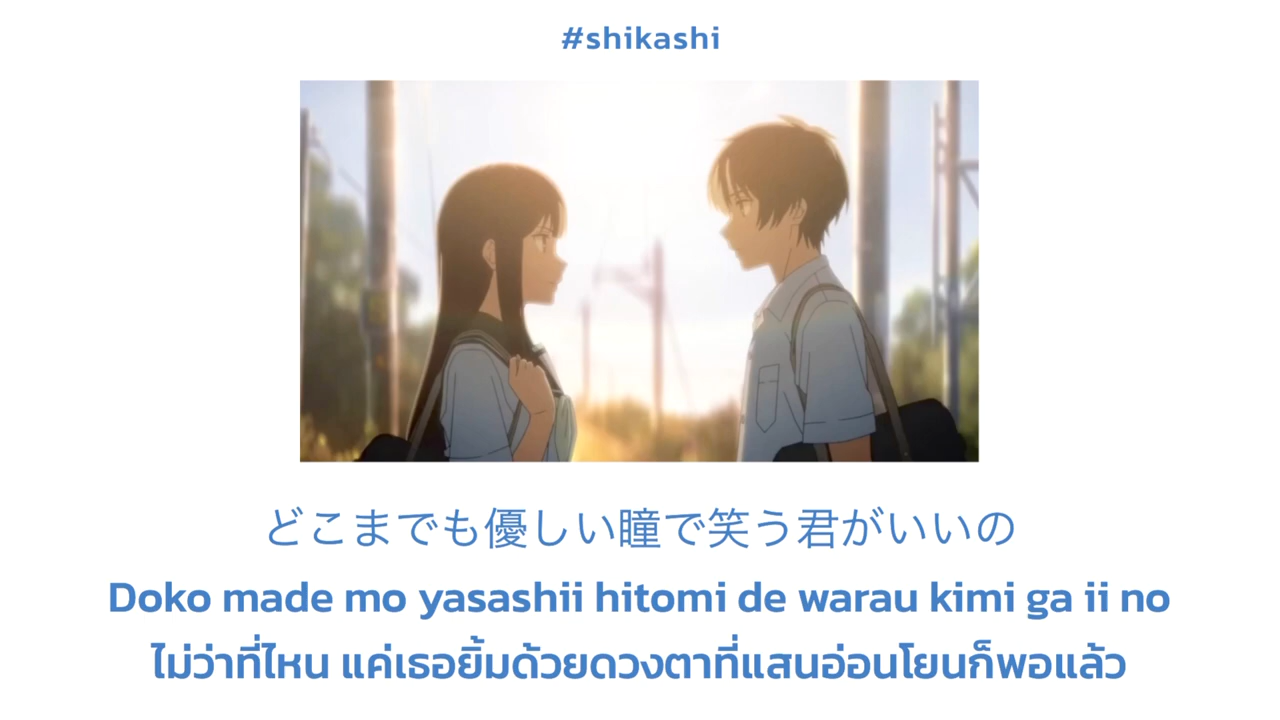 #shikashi
どこまでも優しい瞳で笑う君がいいの
Doko made mo yasashii hitomi de warau kimi ga ii no
ไม่ว่าที่ไหน แค่เธอยิ้มด้วยดวงตาที่แสนอ่อนโยนก็พอแล้ว